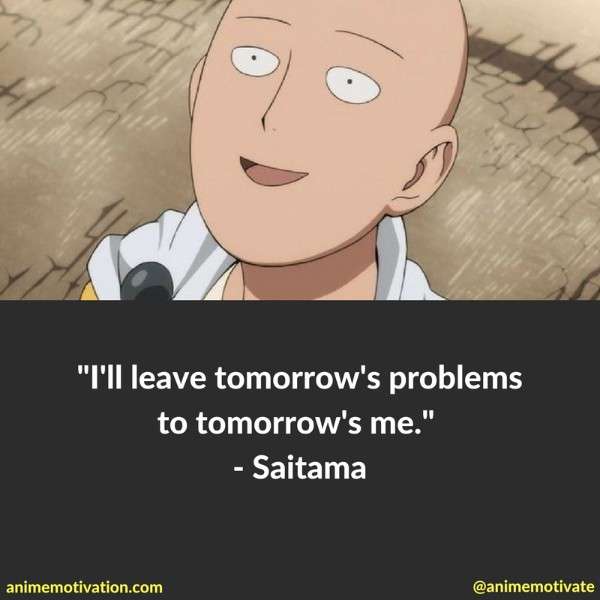 "I'll leave tomorrow's problems
to tomorrow's me."
- Saitama
animemotivation.com
@animemotivate